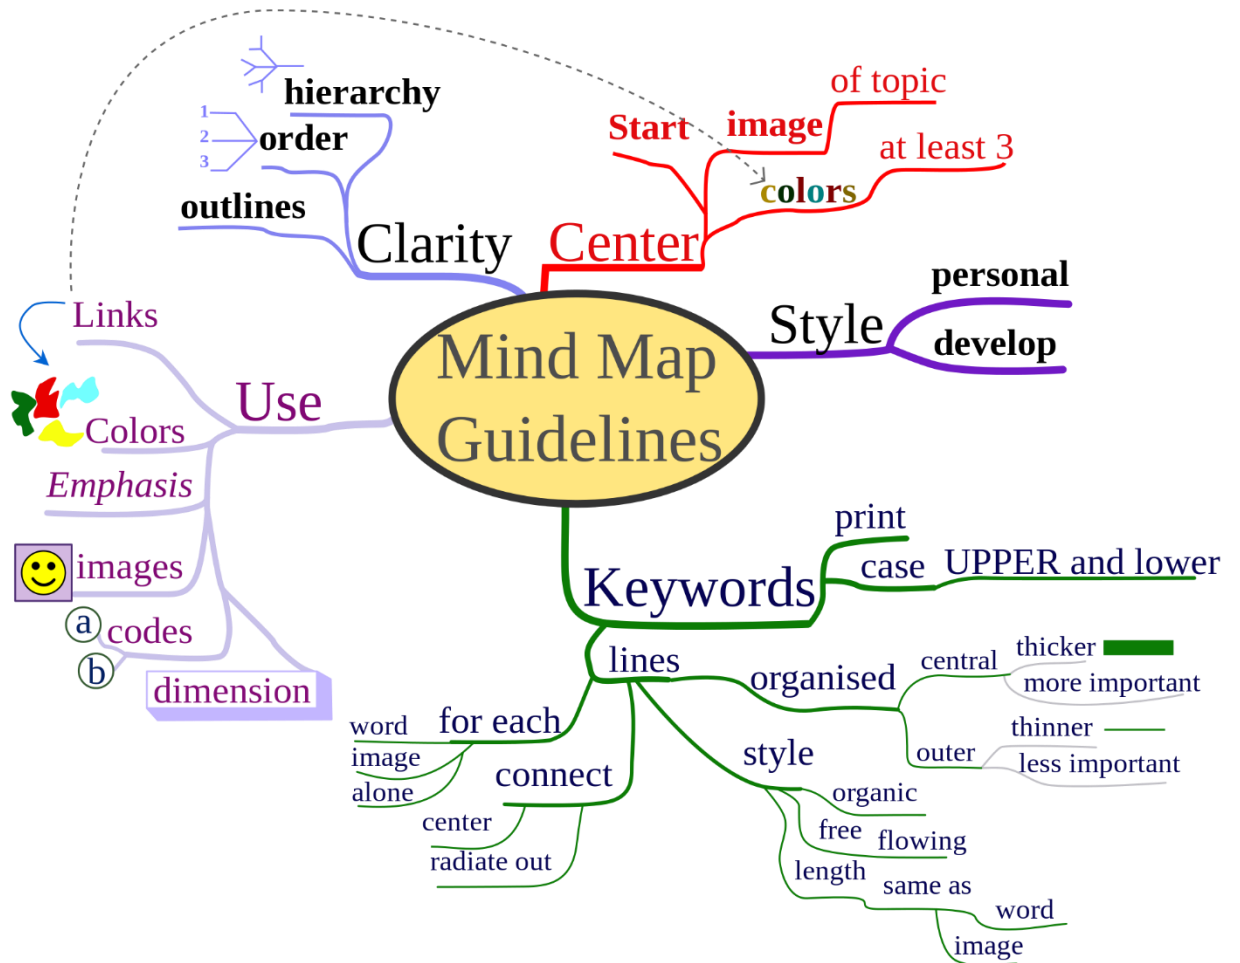 Mind Map
Guidelines
Center
Start
image
of topic
colors
at least 3
Style
personal
develop
Keywords
print
case
UPPER and lower
lines
organised
central
thicker
more important
outer
thinner
less important
style
organic
free flowing
length
same as
word
image
connect
center
radiate out
for each
word
image
alone
Use
Links
Colors
Emphasis
images
codes
a
b
dimension
Clarity
hierarchy
order
1
2
3
outlines